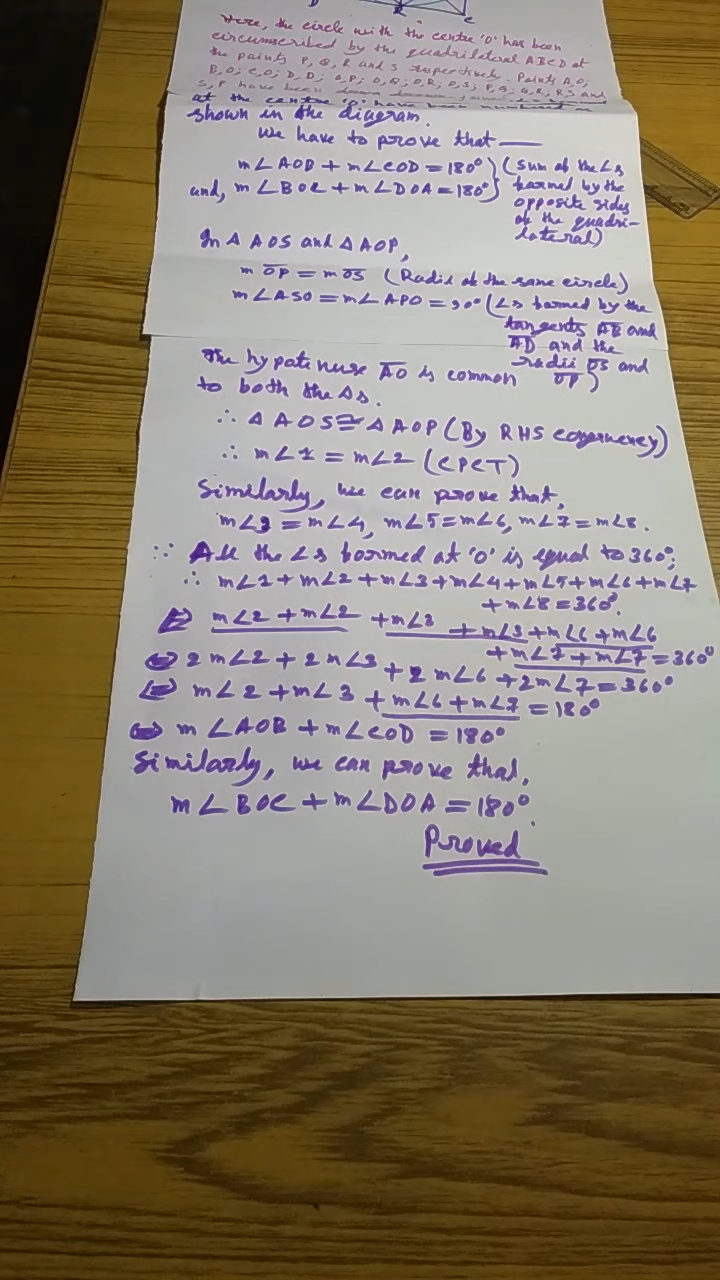 C
Here, the circle with the centre 'O' has been
circumscribed by the quadrilateral ABCD at
the points P, Q, R and S respectively. Points A,O;
B,O; C,O; D,O; O,P; O,Q; O,R; O,S; P,Q; Q,R; R,S and
S,P have been
at the centre 'O' have been numbered as
shown in the diagram.
We have to prove that —
m∠AOB + m∠COD = 180° (Sum of the ∠s
and, m∠BOC + m∠DOA = 180° formed by the
opposite sides
of the quadri-
lateral)
In Δ AOS and Δ AOP,
m OP = m OS (Radii of the same circle)
m∠ASO = m∠APO = 90° (∠s formed by the
tangents AB and
AD and the
radii OS and
OP)
The hypotenuse AO is common
to both the Δs.
∴ Δ AOS ≅ Δ AOP (By RHS congruency)
∴ m∠1 = m∠2 (CPCT)
Similarly, we can prove that,
m∠3 = m∠4, m∠5 = m∠6, m∠7 = m∠8.
∵ All the ∠s formed at 'O' is equal to 360°;
∴ m∠1 + m∠2 + m∠3 + m∠4 + m∠5 + m∠6 + m∠7
+ m∠8 = 360°.
⇒ m∠2 + m∠2 + m∠3 + m∠3 + m∠6 + m∠6
+ m∠7 + m∠7 = 360°
⇒ 2m∠2 + 2m∠3 + 2m∠6 + 2m∠7 = 360°
⇒ m∠2 + m∠3 + m∠6 + m∠7 = 180°
⇒ m∠AOB + m∠COD = 180°
Similarly, we can prove that,
m∠BOC + m∠DOA = 180°.
Proved